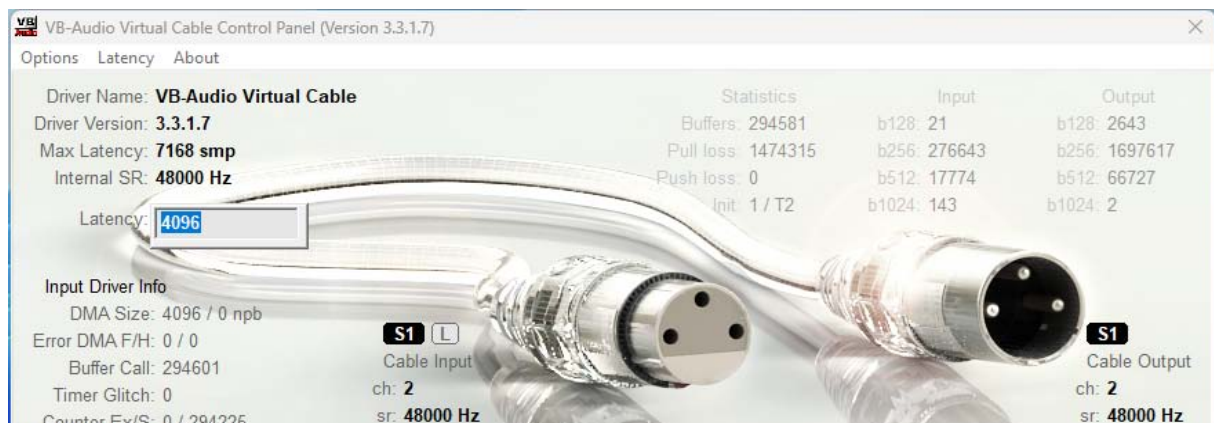 VB-Audio Virtual Cable Control Panel (Version 3.3.1.7)
Options Latency About
Driver Name: VB-Audio Virtual Cable
Driver Version: 3.3.1.7
Max Latency: 7168 smp
Internal SR: 48000 Hz
Latency: 4096
Statistics Input Output
Buffers: 294581 b128: 21 b128: 2643
Pull loss: 1474315 b256: 276643 b256: 1697617
Push loss: 0 b512: 17774 b512: 66727
Init: 1 / T2 b1024: 143 b1024: 2
Input Driver Info
DMA Size: 4096 / 0 npb
Error DMA F/H: 0 / 0
Buffer Call: 294601
Timer Glitch: 0
Counter Ex/S: 0 / 294225
S1 L
Cable Input
ch: 2
sr: 48000 Hz
S1
Cable Output
ch: 2
sr: 48000 Hz